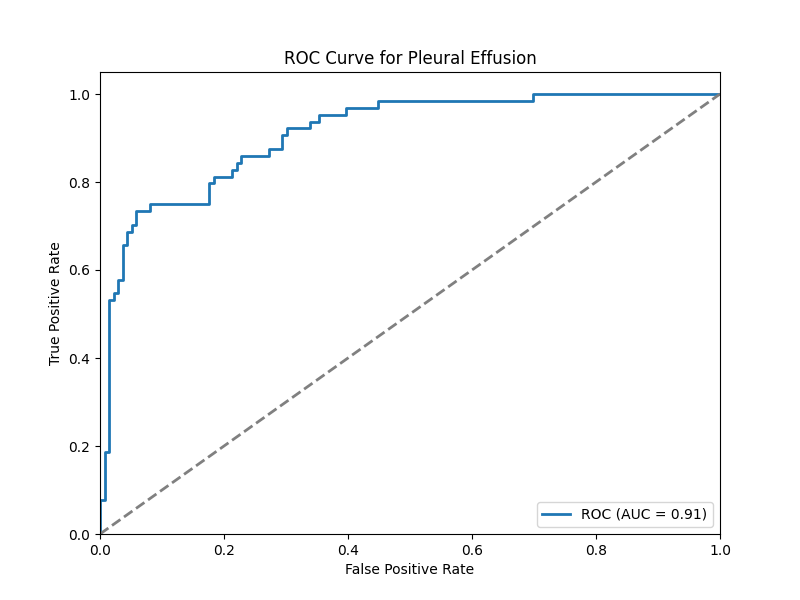 ROC Curve for Pleural Effusion
True Positive Rate
1.0
0.8
0.6
0.4
0.2
0.0
ROC (AUC = 0.91)
0.0 0.2 0.4 0.6 0.8 1.0
False Positive Rate